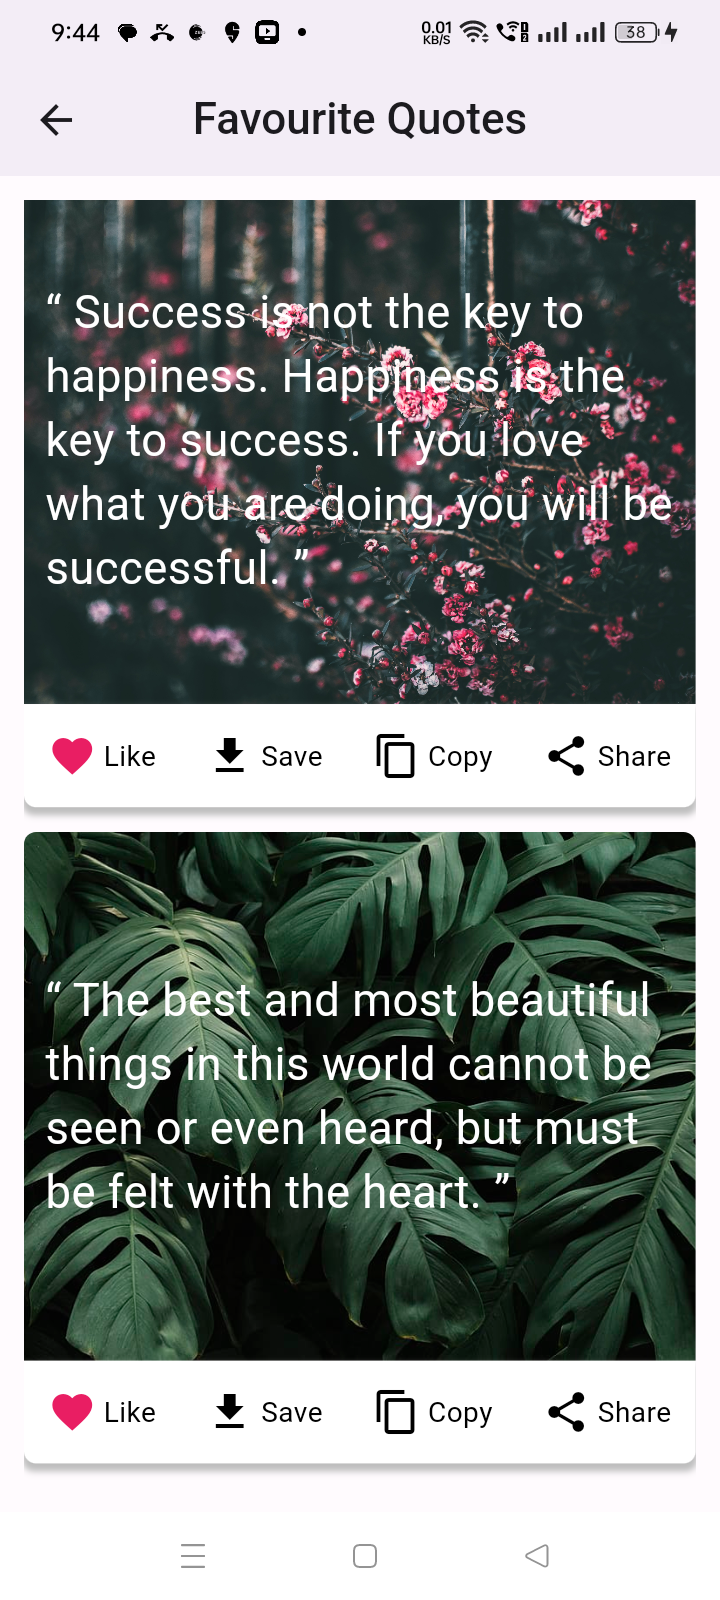 9:44
0.01
KB/S
38
Favourite Quotes
“ Success is not the key to
happiness. Happiness is the
key to success. If you love
what you are doing, you will be
successful. ”
Like Save Copy Share
“ The best and most beautiful
things in this world cannot be
seen or even heard, but must
be felt with the heart. ”
Like Save Copy Share